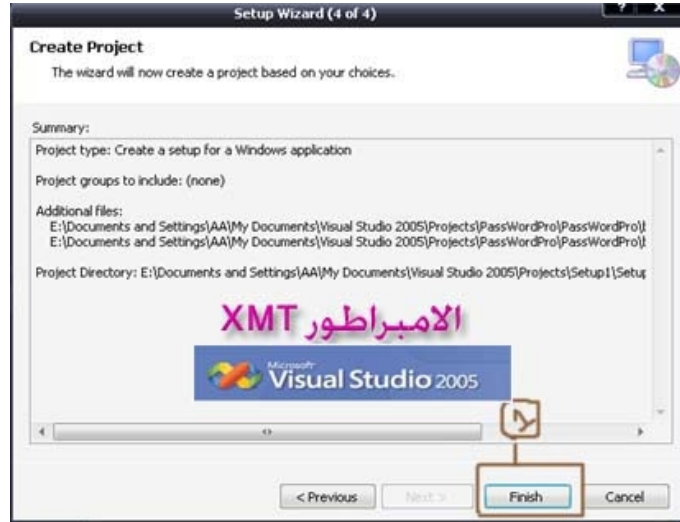 Setup Wizard (4 of 4)
Create Project
The wizard will now create a project based on your choices.
Summary:
Project type: Create a setup for a Windows application
Project groups to include: (none)
Additional files:
E:\Documents and Settings\AA\My Documents\Visual Studio 2005\Projects\PassWordPro\PassWordPro\
E:\Documents and Settings\AA\My Documents\Visual Studio 2005\Projects\PassWordPro\PassWordPro\
Project Directory: E:\Documents and Settings\AA\My Documents\Visual Studio 2005\Projects\Setup1\Setup
الامبراطور XMT
Microsoft
Visual Studio 2005
< Previous Next > Finish Cancel